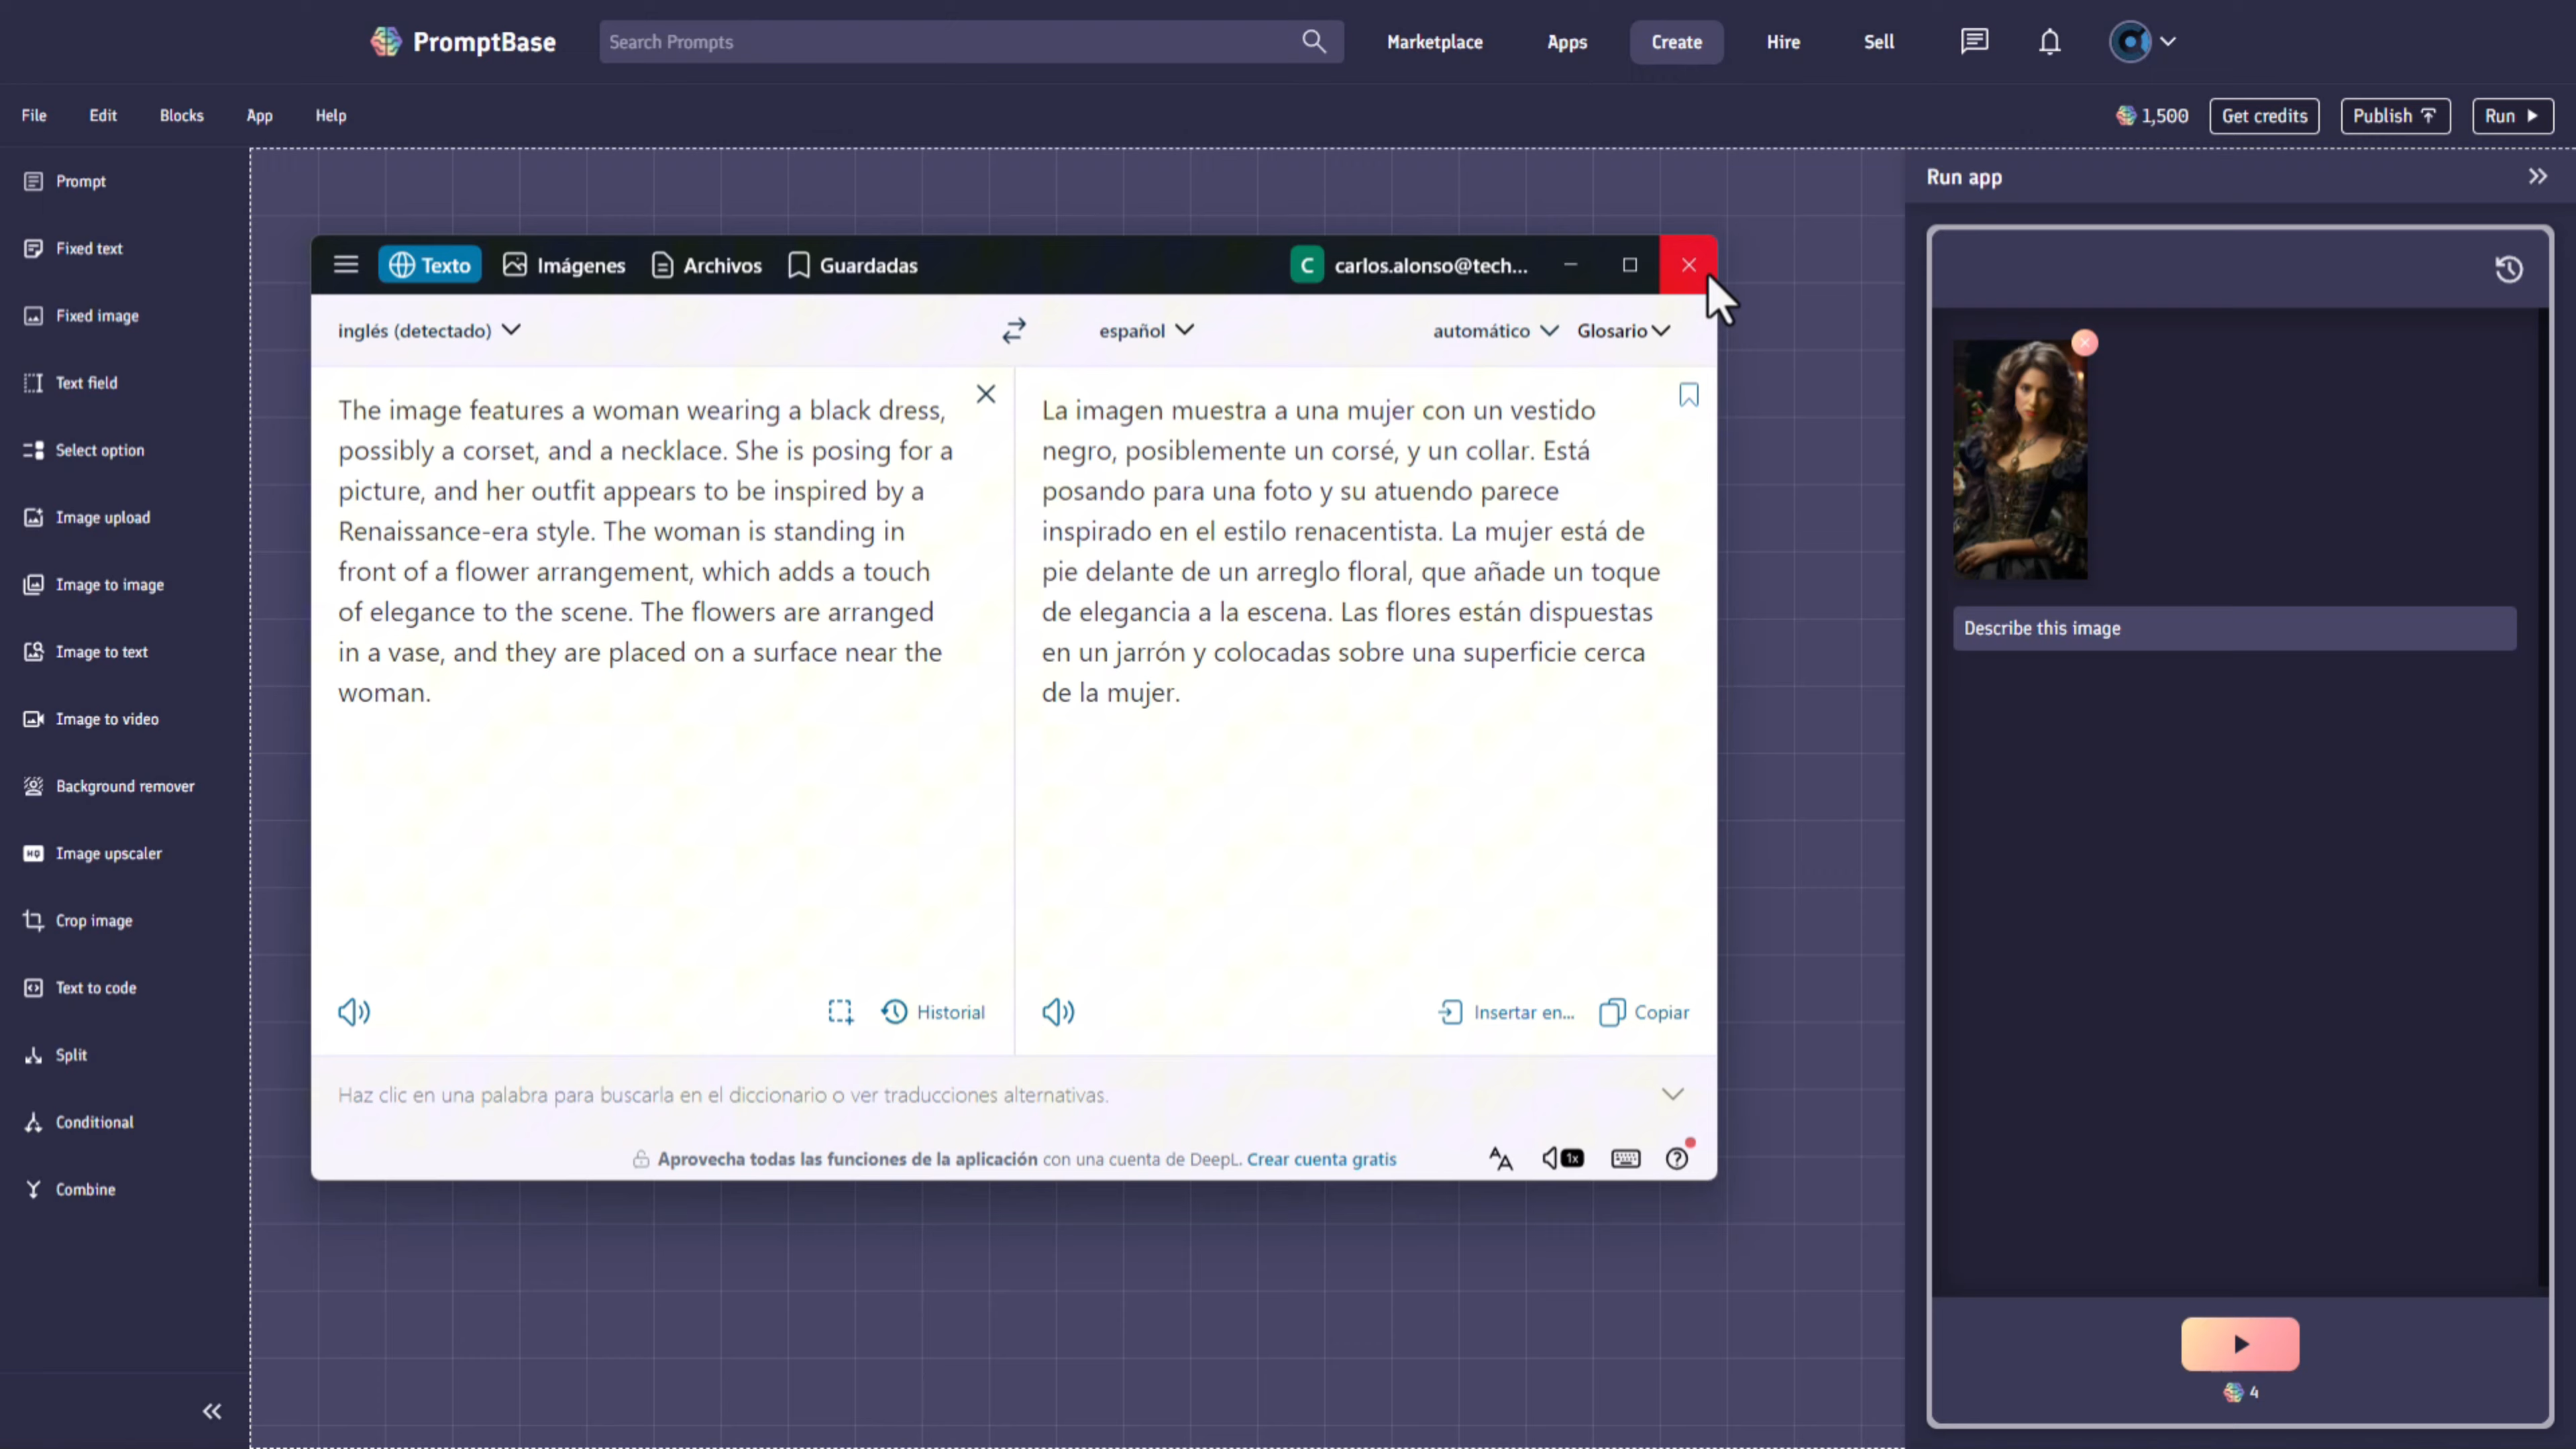 PromptBase
Search Prompts
Marketplace
Apps
Create
Hire
Sell
File
Edit
Blocks
App
Help
1,500
Get credits
Publish
Run
Prompt
Fixed text
Fixed image
Text field
Select option
Image upload
Image to image
Image to text
Image to video
Background remover
HQ
Image upscaler
Crop image
Text to code
Split
Conditional
Combine
Texto
Imágenes
Archivos
Guardadas
C
carlos.alonso@tech...
inglés (detectado)
español
automático
Glosario
The image features a woman wearing a black dress,
possibly a corset, and a necklace. She is posing for a
picture, and her outfit appears to be inspired by a
Renaissance-era style. The woman is standing in
front of a flower arrangement, which adds a touch
of elegance to the scene. The flowers are arranged
in a vase, and they are placed on a surface near the
woman.
La imagen muestra a una mujer con un vestido
negro, posiblemente un corsé, y un collar. Está
posando para una foto y su atuendo parece
inspirado en el estilo renacentista. La mujer está de
pie delante de un arreglo floral, que añade un toque
de elegancia a la escena. Las flores están dispuestas
en un jarrón y colocadas sobre una superficie cerca
de la mujer.
Historial
Insertar en...
Copiar
Haz clic en una palabra para buscarla en el diccionario o ver traducciones alternativas.
Aprovecha todas las funciones de la aplicación con una cuenta de DeepL. Crear cuenta gratis
1x
Run app
Describe this image
4